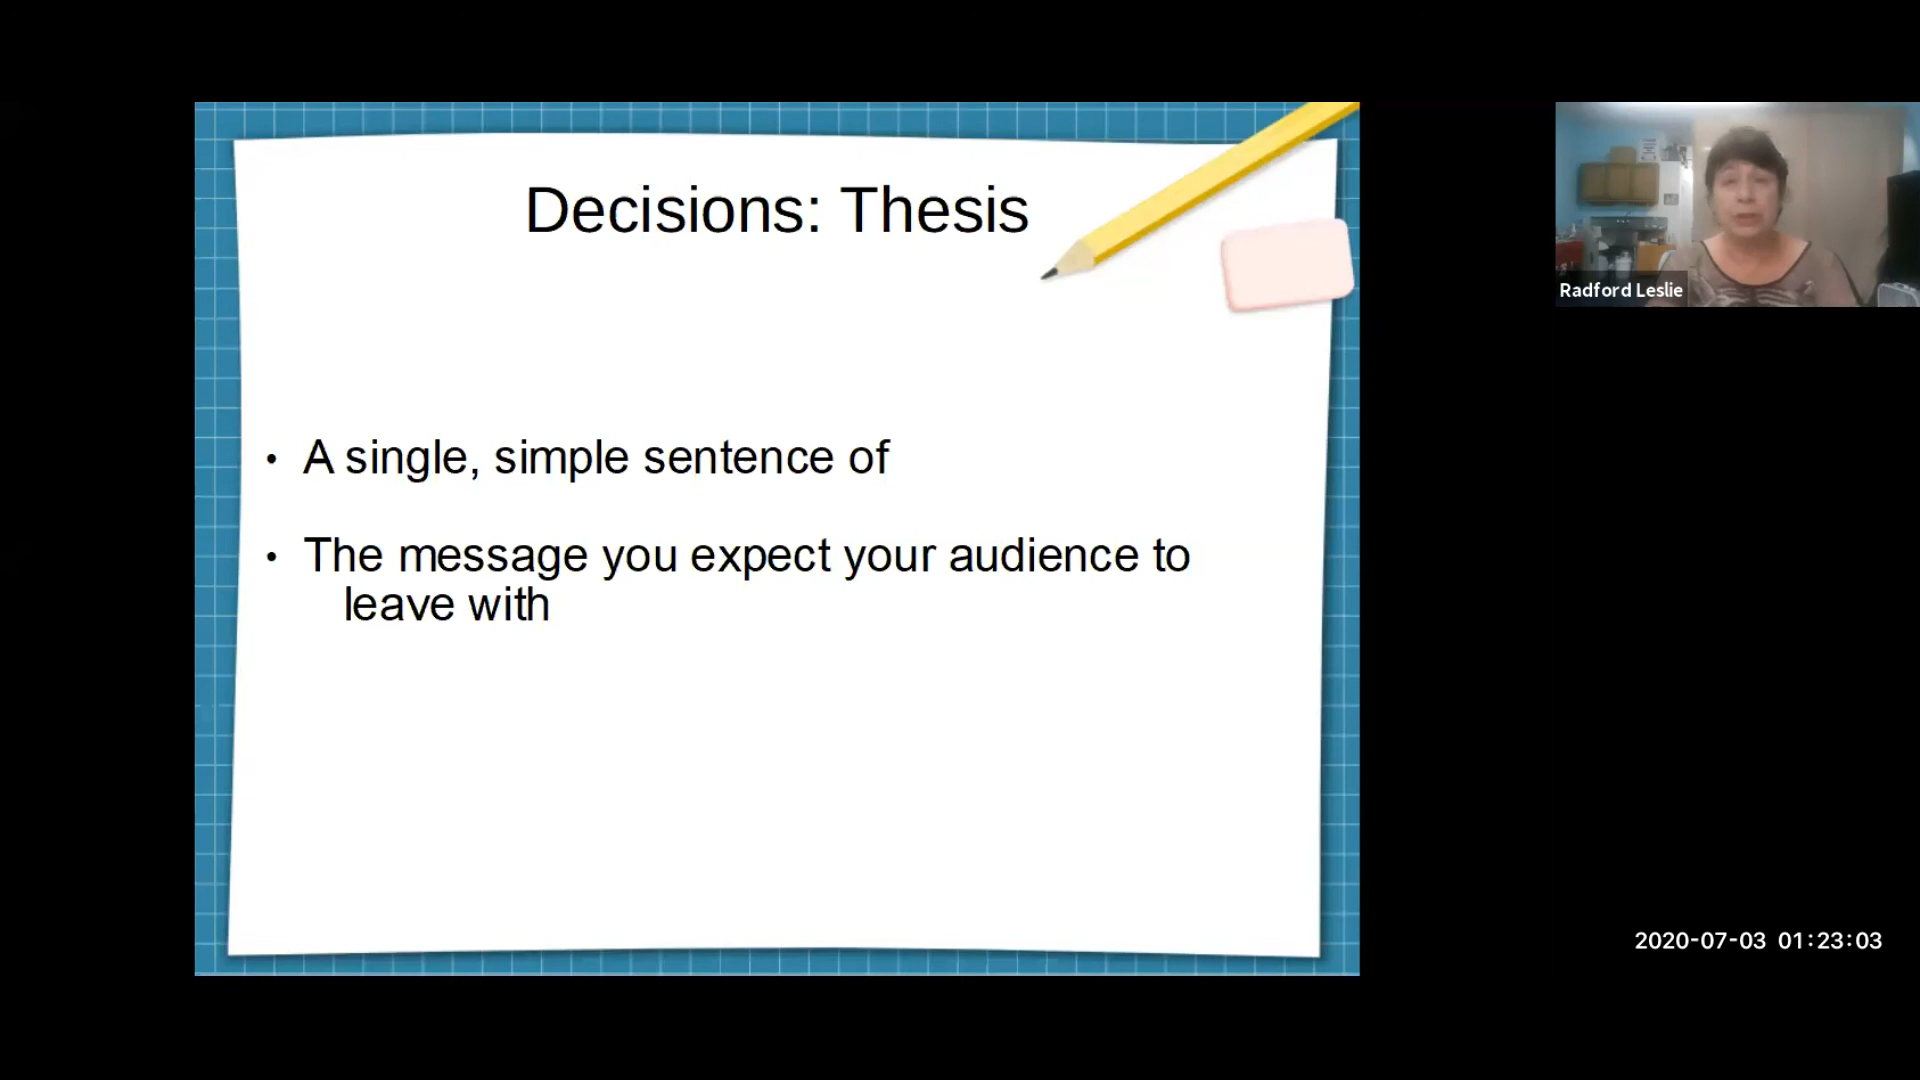 Decisions: Thesis
• A single, simple sentence of
• The message you expect your audience to
leave with
Radford Leslie
2020-07-03 01:23:03